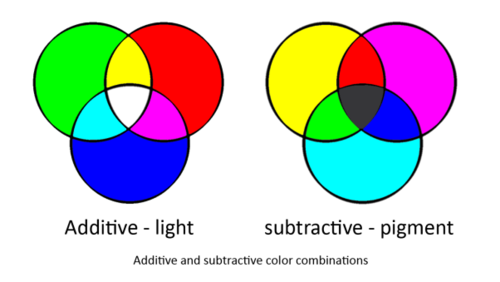 Additive - light
subtractive - pigment
Additive and subtractive color combinations